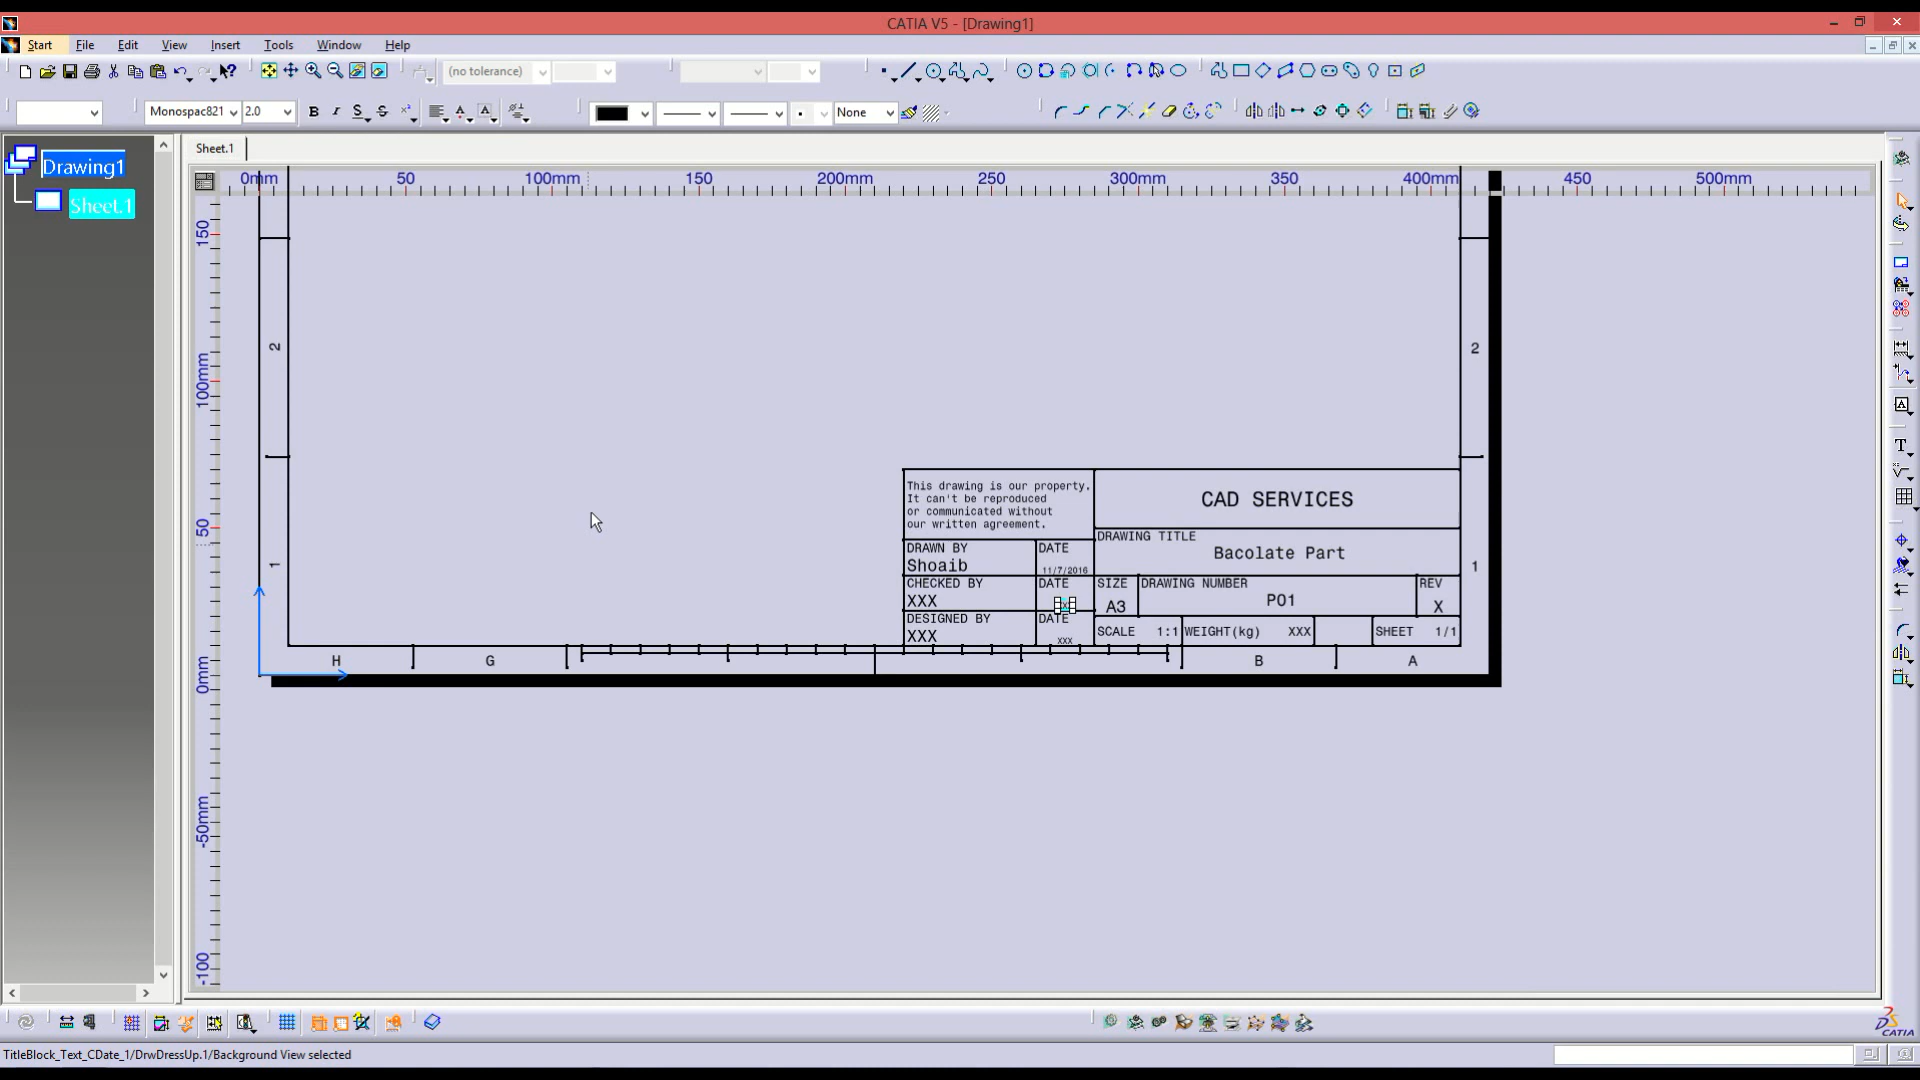 CATIA V5 - [Drawing1]
Start File Edit View Insert Tools Window Help
(no tolerance)
Monospac821 2.0 B I S S None
Sheet.1
Drawing1
Sheet.1
0mm 50 100mm 150 200mm 250 300mm 350 400mm 450 500mm
150
100mm
50
0mm
-50mm
-100
2 2
1 1
This drawing is our property.
It can't be reproduced
or communicated without
our written agreement.
CAD SERVICES
DRAWING TITLE
Bacolate Part
DRAWN BY DATE
Shoaib 11/7/2016
CHECKED BY DATE SIZE DRAWING NUMBER REV
XXX A3 P01 X
DESIGNED BY DATE
XXX XXX
SCALE 1:1 WEIGHT(kg) XXX SHEET 1/1
H G B A
TitleBlock_Text_CDate_1/DrwDressUp.1/Background View selected
CATIA